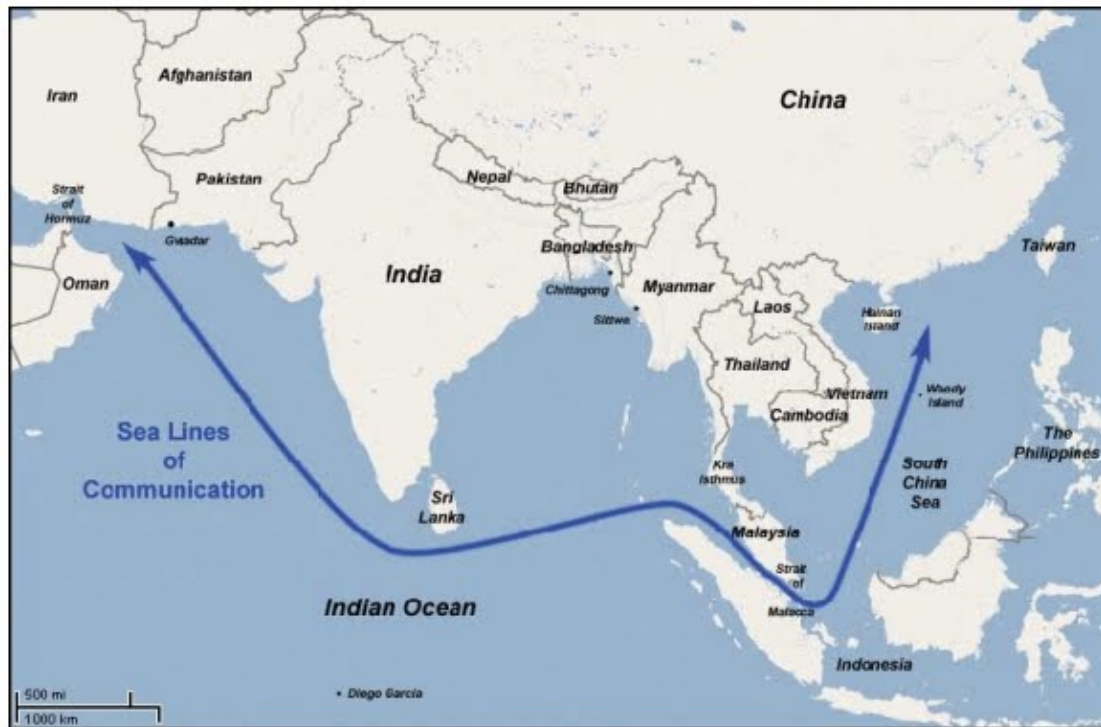 Afghanistan
Iran
China
Pakistan
Nepal
Bhutan
Strait
of
Hormuz
Gwadar
Taiwan
Bangladesh
India
Oman
Chittagong
Myanmar
Laos
Hainan
Island
Sittwe
Thailand
Vietnam
Woody
Island
Cambodia
Sea Lines
of
Communication
The
Philippines
Kra
Isthmus
South
China
Sea
Sri
Lanka
Malaysia
Strait
of
Malacca
Indian Ocean
Indonesia
Diego Garcia
500 mi
1000 km